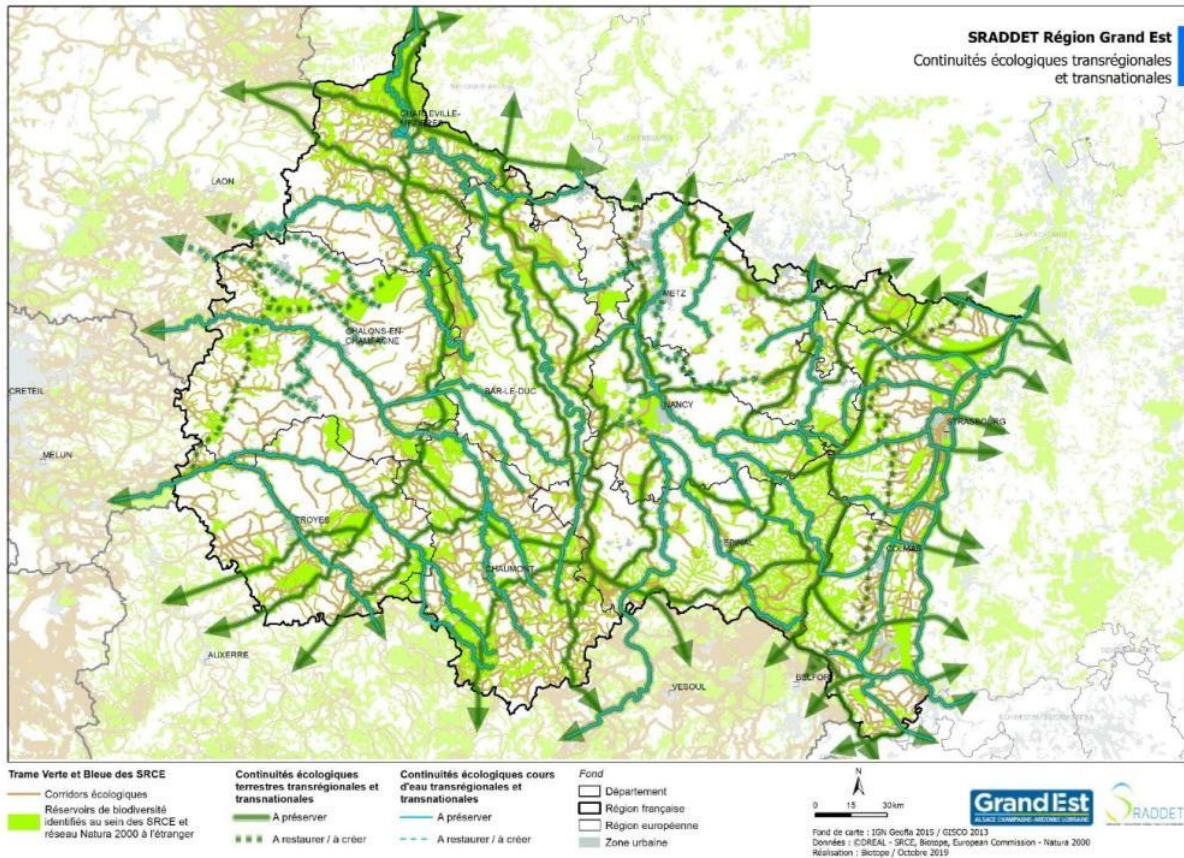 SRADDET Région Grand Est
Continuités écologiques transrégionales
et transnationales
CHARLEVILLE-
MEZIERES
LAON
METZ
CHALONS-EN-
CHAMPAGNE
CRETEIL
BAR-LE-DUC
NANCY
STRASBOURG
MELUN
TROYES
EPINAL
COLMAR
CHAUMONT
AUXERRE
VESOUL
BELFORT
Trame Verte et Bleue des SRCE
Corridors écologiques
Réservoirs de biodiversité
identifiés au sein des SRCE et
réseau Natura 2000 à l'étranger
Continuités écologiques
terrestres transrégionales et
transnationales
A préserver
A restaurer / à créer
Continuités écologiques cours
d'eau transrégionales et
transnationales
A préserver
A restaurer / à créer
Fond
Département
Région française
Région européenne
Zone urbaine
N
0 15 30 km
Fond de carte : IGN Geofla 2015 / GISCO 2013
Données : ©DREAL - SRCE, Biotope, European Commission - Natura 2000
Réalisation : Biotope / Octobre 2019
GrandEst
ALSACE CHAMPAGNE-ARDENNE LORRAINE
SRADDET